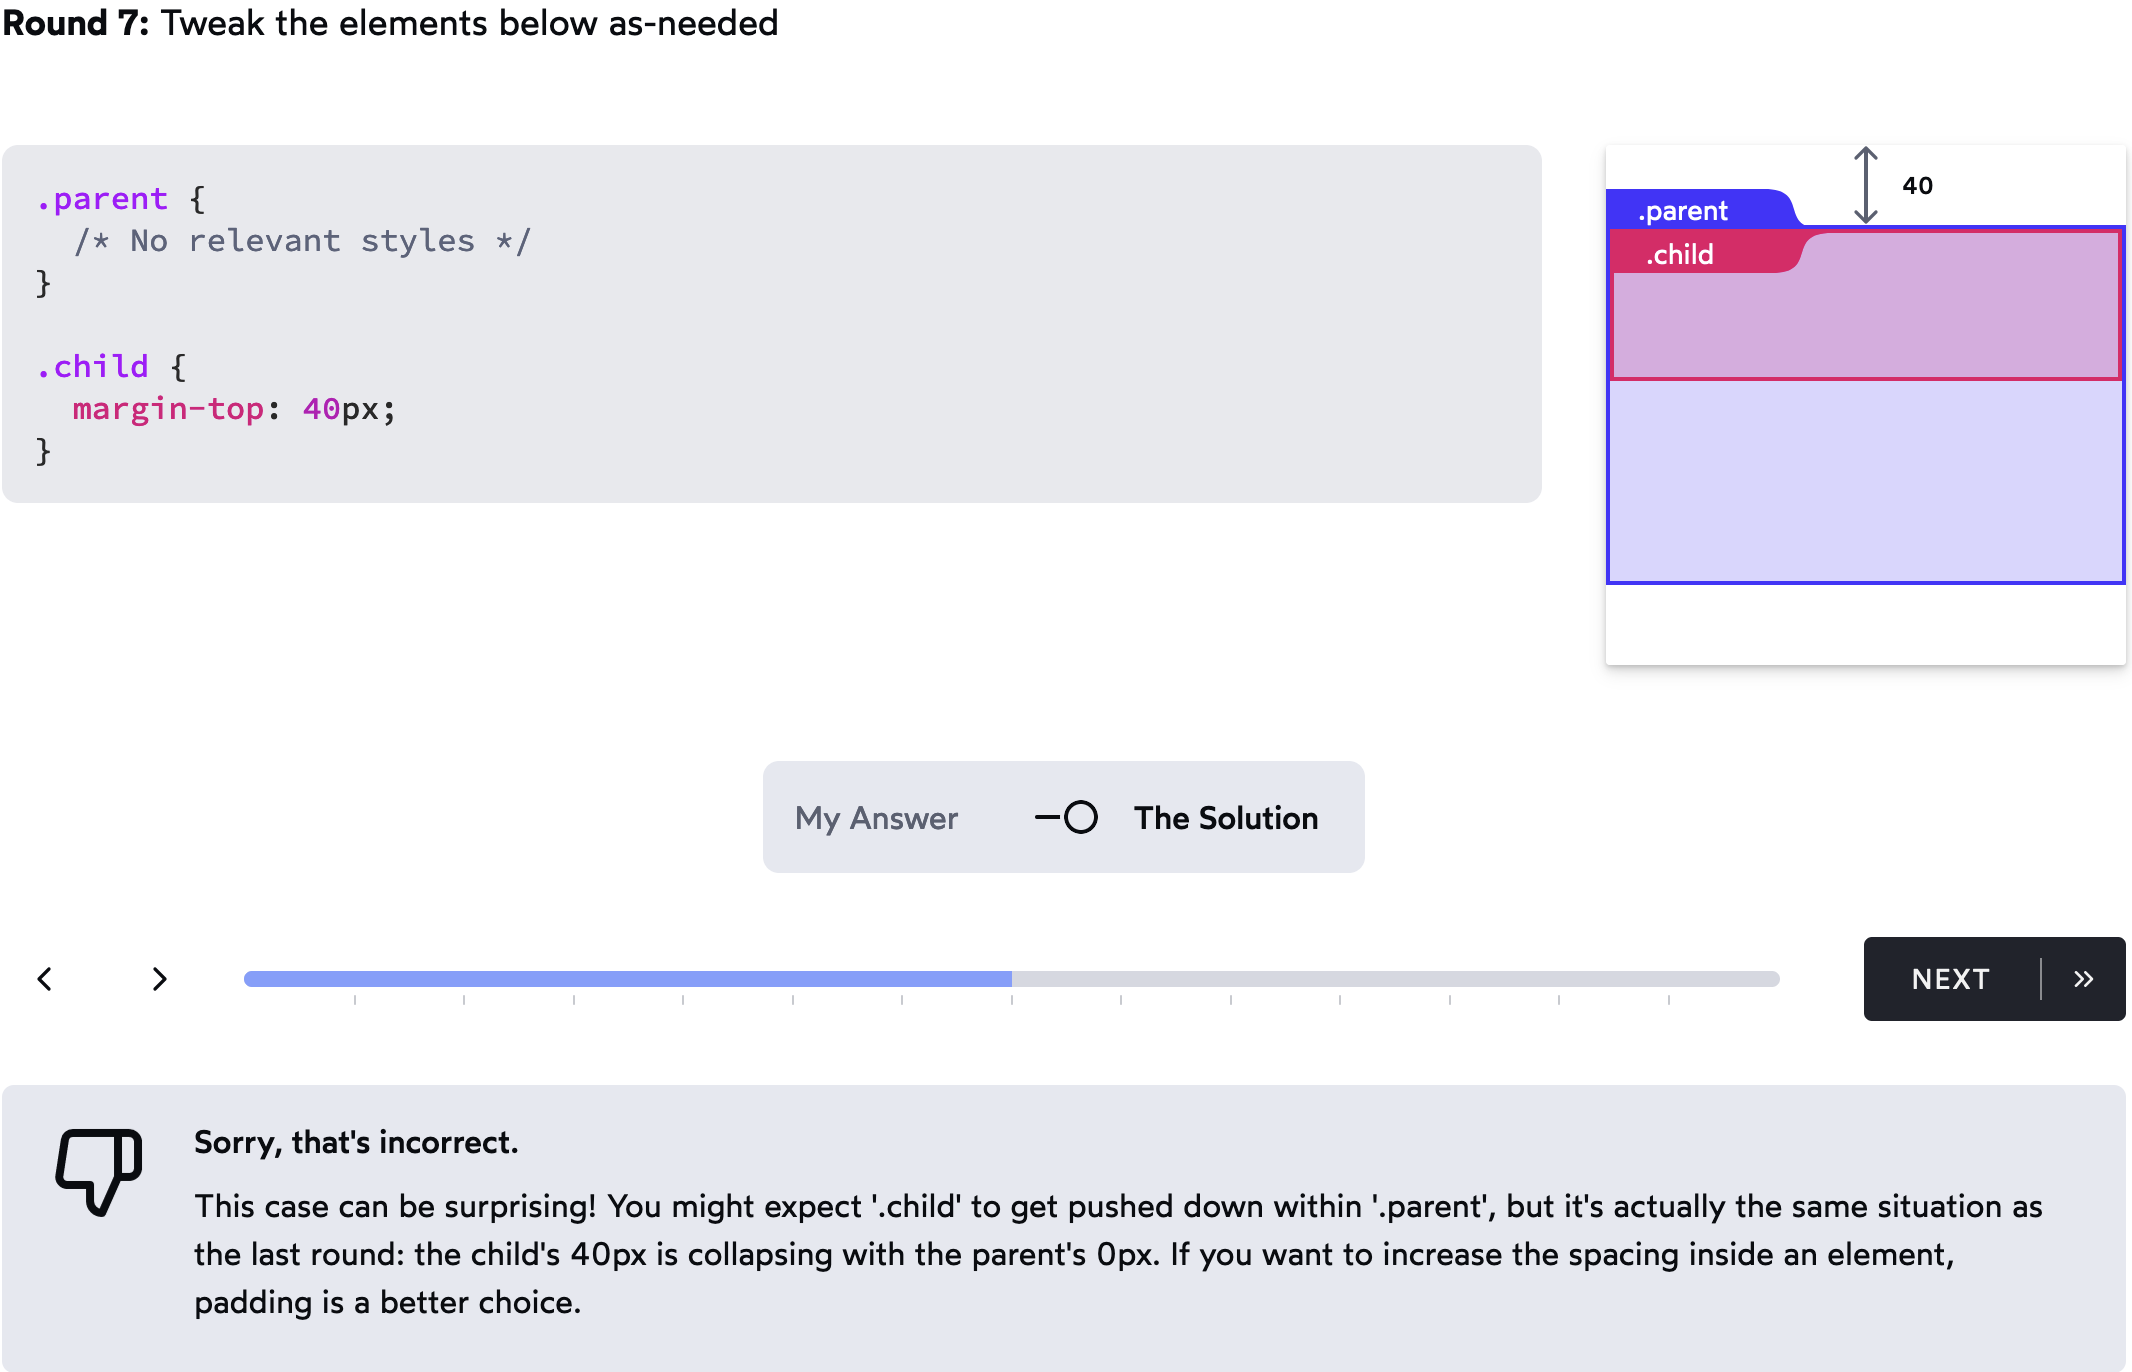 Round 7: Tweak the elements below as-needed
.parent {
  /* No relevant styles */
}
.child {
  margin-top: 40px;
}
40
.parent
.child
My Answer
The Solution
NEXT
Sorry, that's incorrect.
This case can be surprising! You might expect '.child' to get pushed down within '.parent', but it's actually the same situation as
the last round: the child's 40px is collapsing with the parent's 0px. If you want to increase the spacing inside an element,
padding is a better choice.